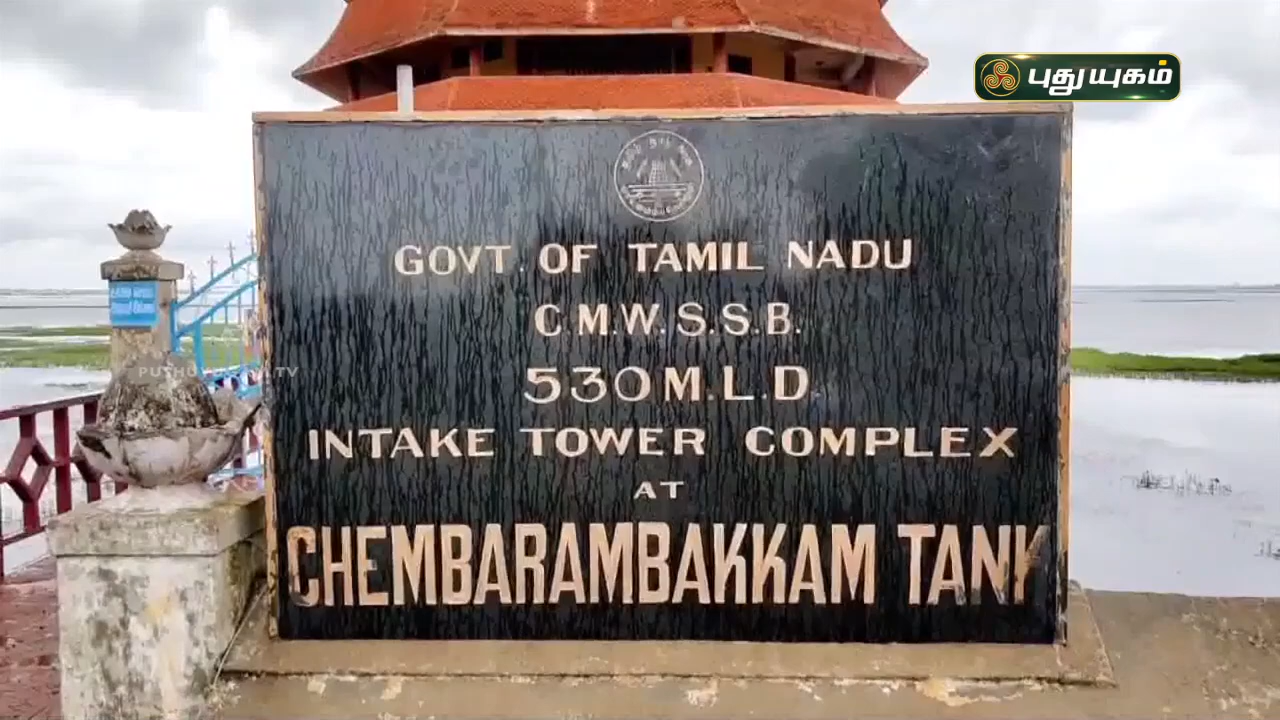 புதுயுகம்
GOVT. OF TAMIL NADU
C.M.W.S.S.B.
530 M.L.D
INTAKE TOWER COMPLEX
AT
CHEMBARAMBAKKAM TANK